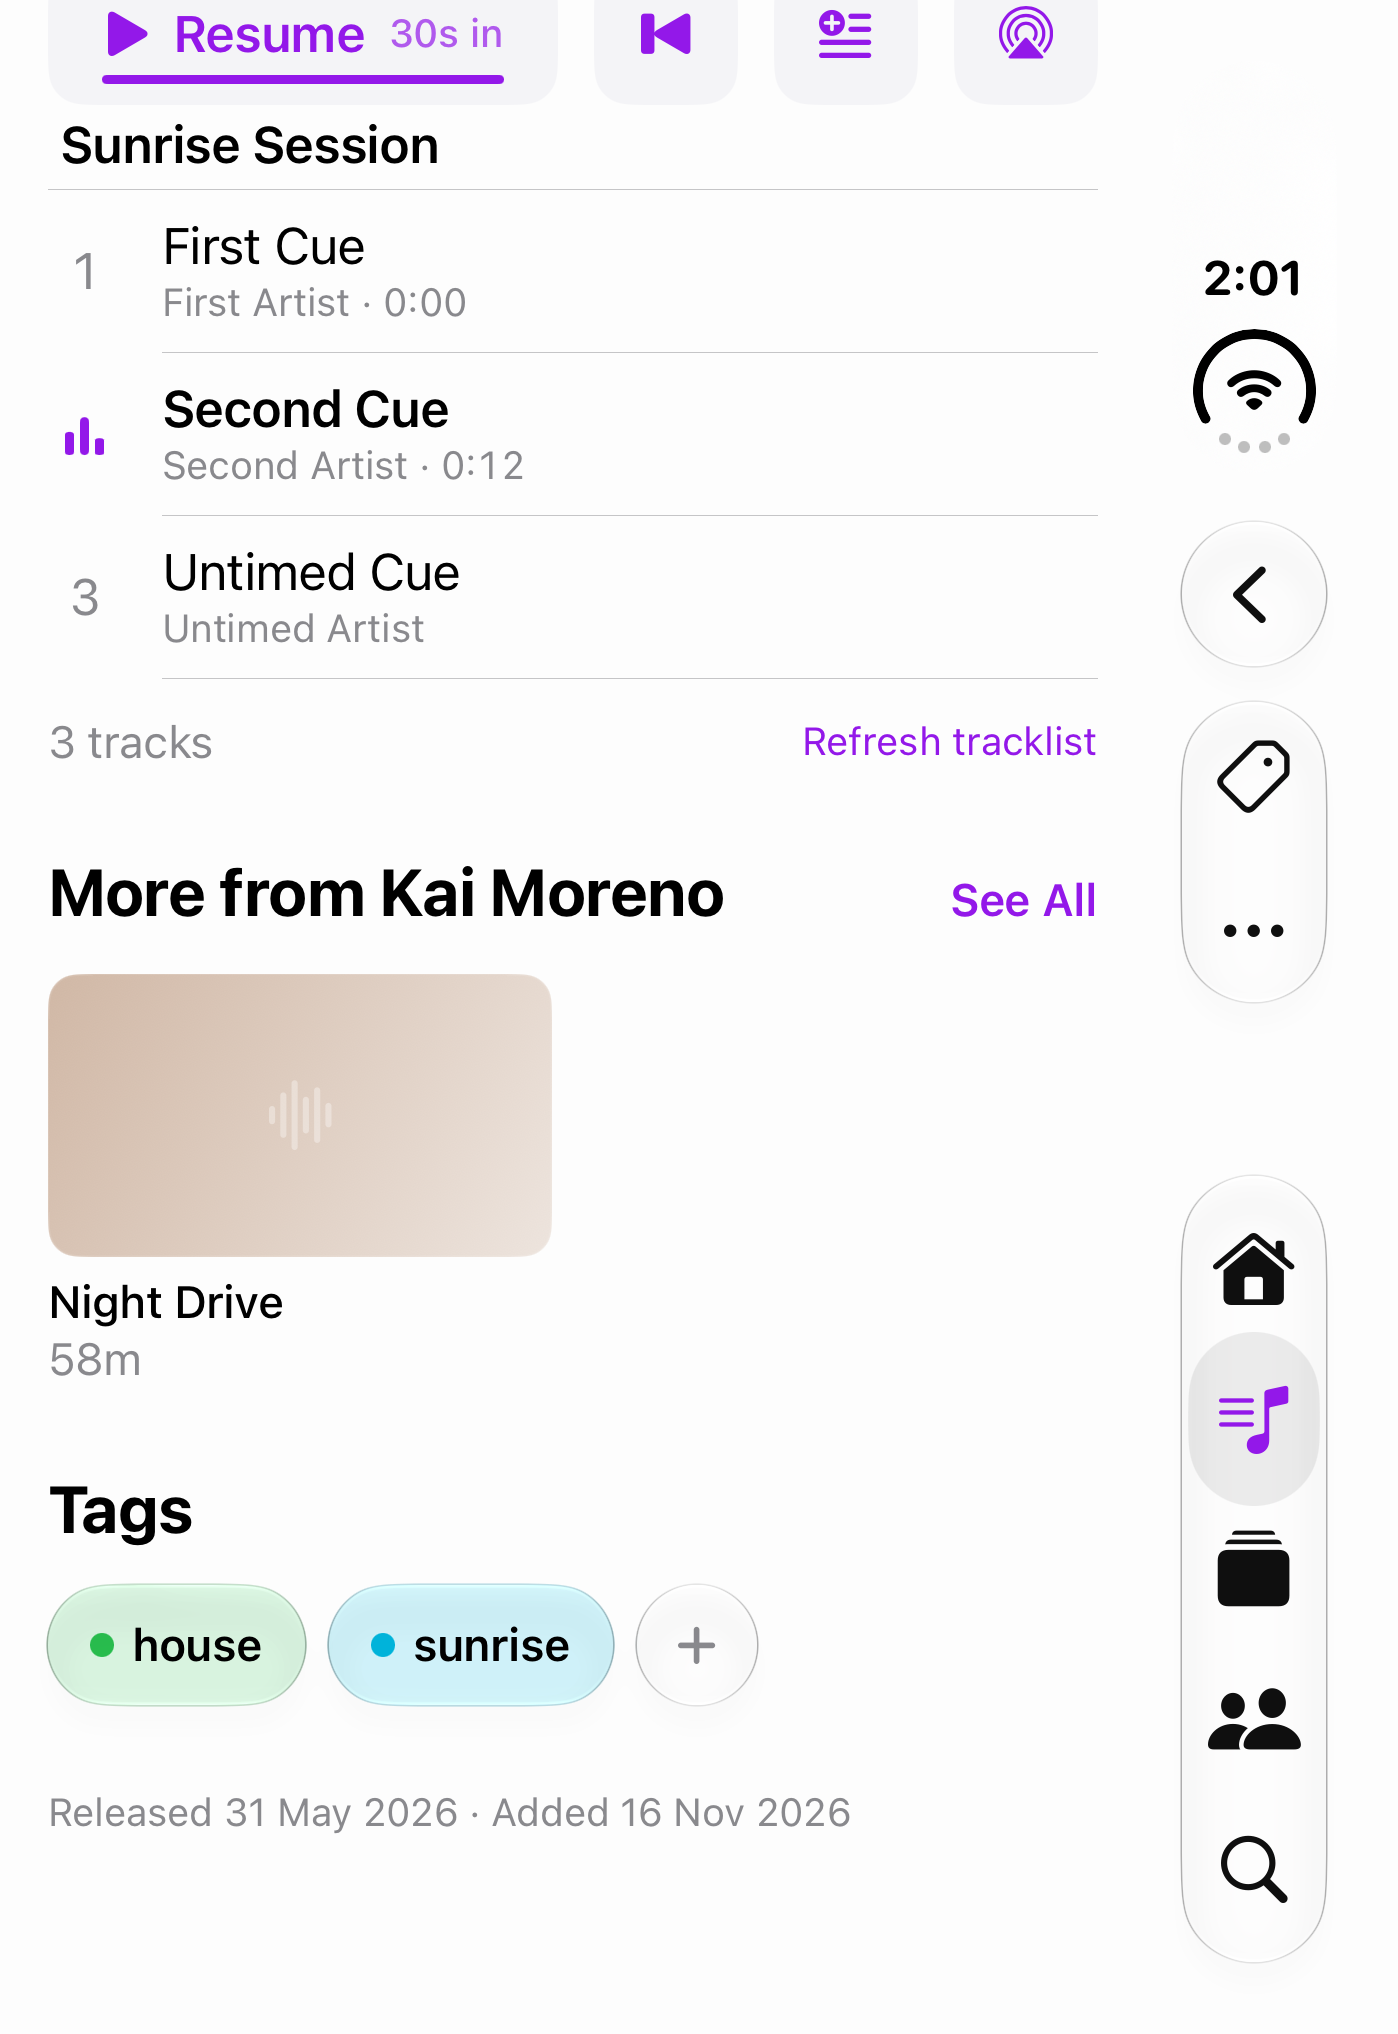 Resume 30s in
Sunrise Session
1
First Cue
First Artist · 0:00
Second Cue
Second Artist · 0:12
3
Untimed Cue
Untimed Artist
3 tracks
Refresh tracklist
More from Kai Moreno
See All
Night Drive
58m
Tags
house
sunrise
Released 31 May 2026 · Added 16 Nov 2026
2:01